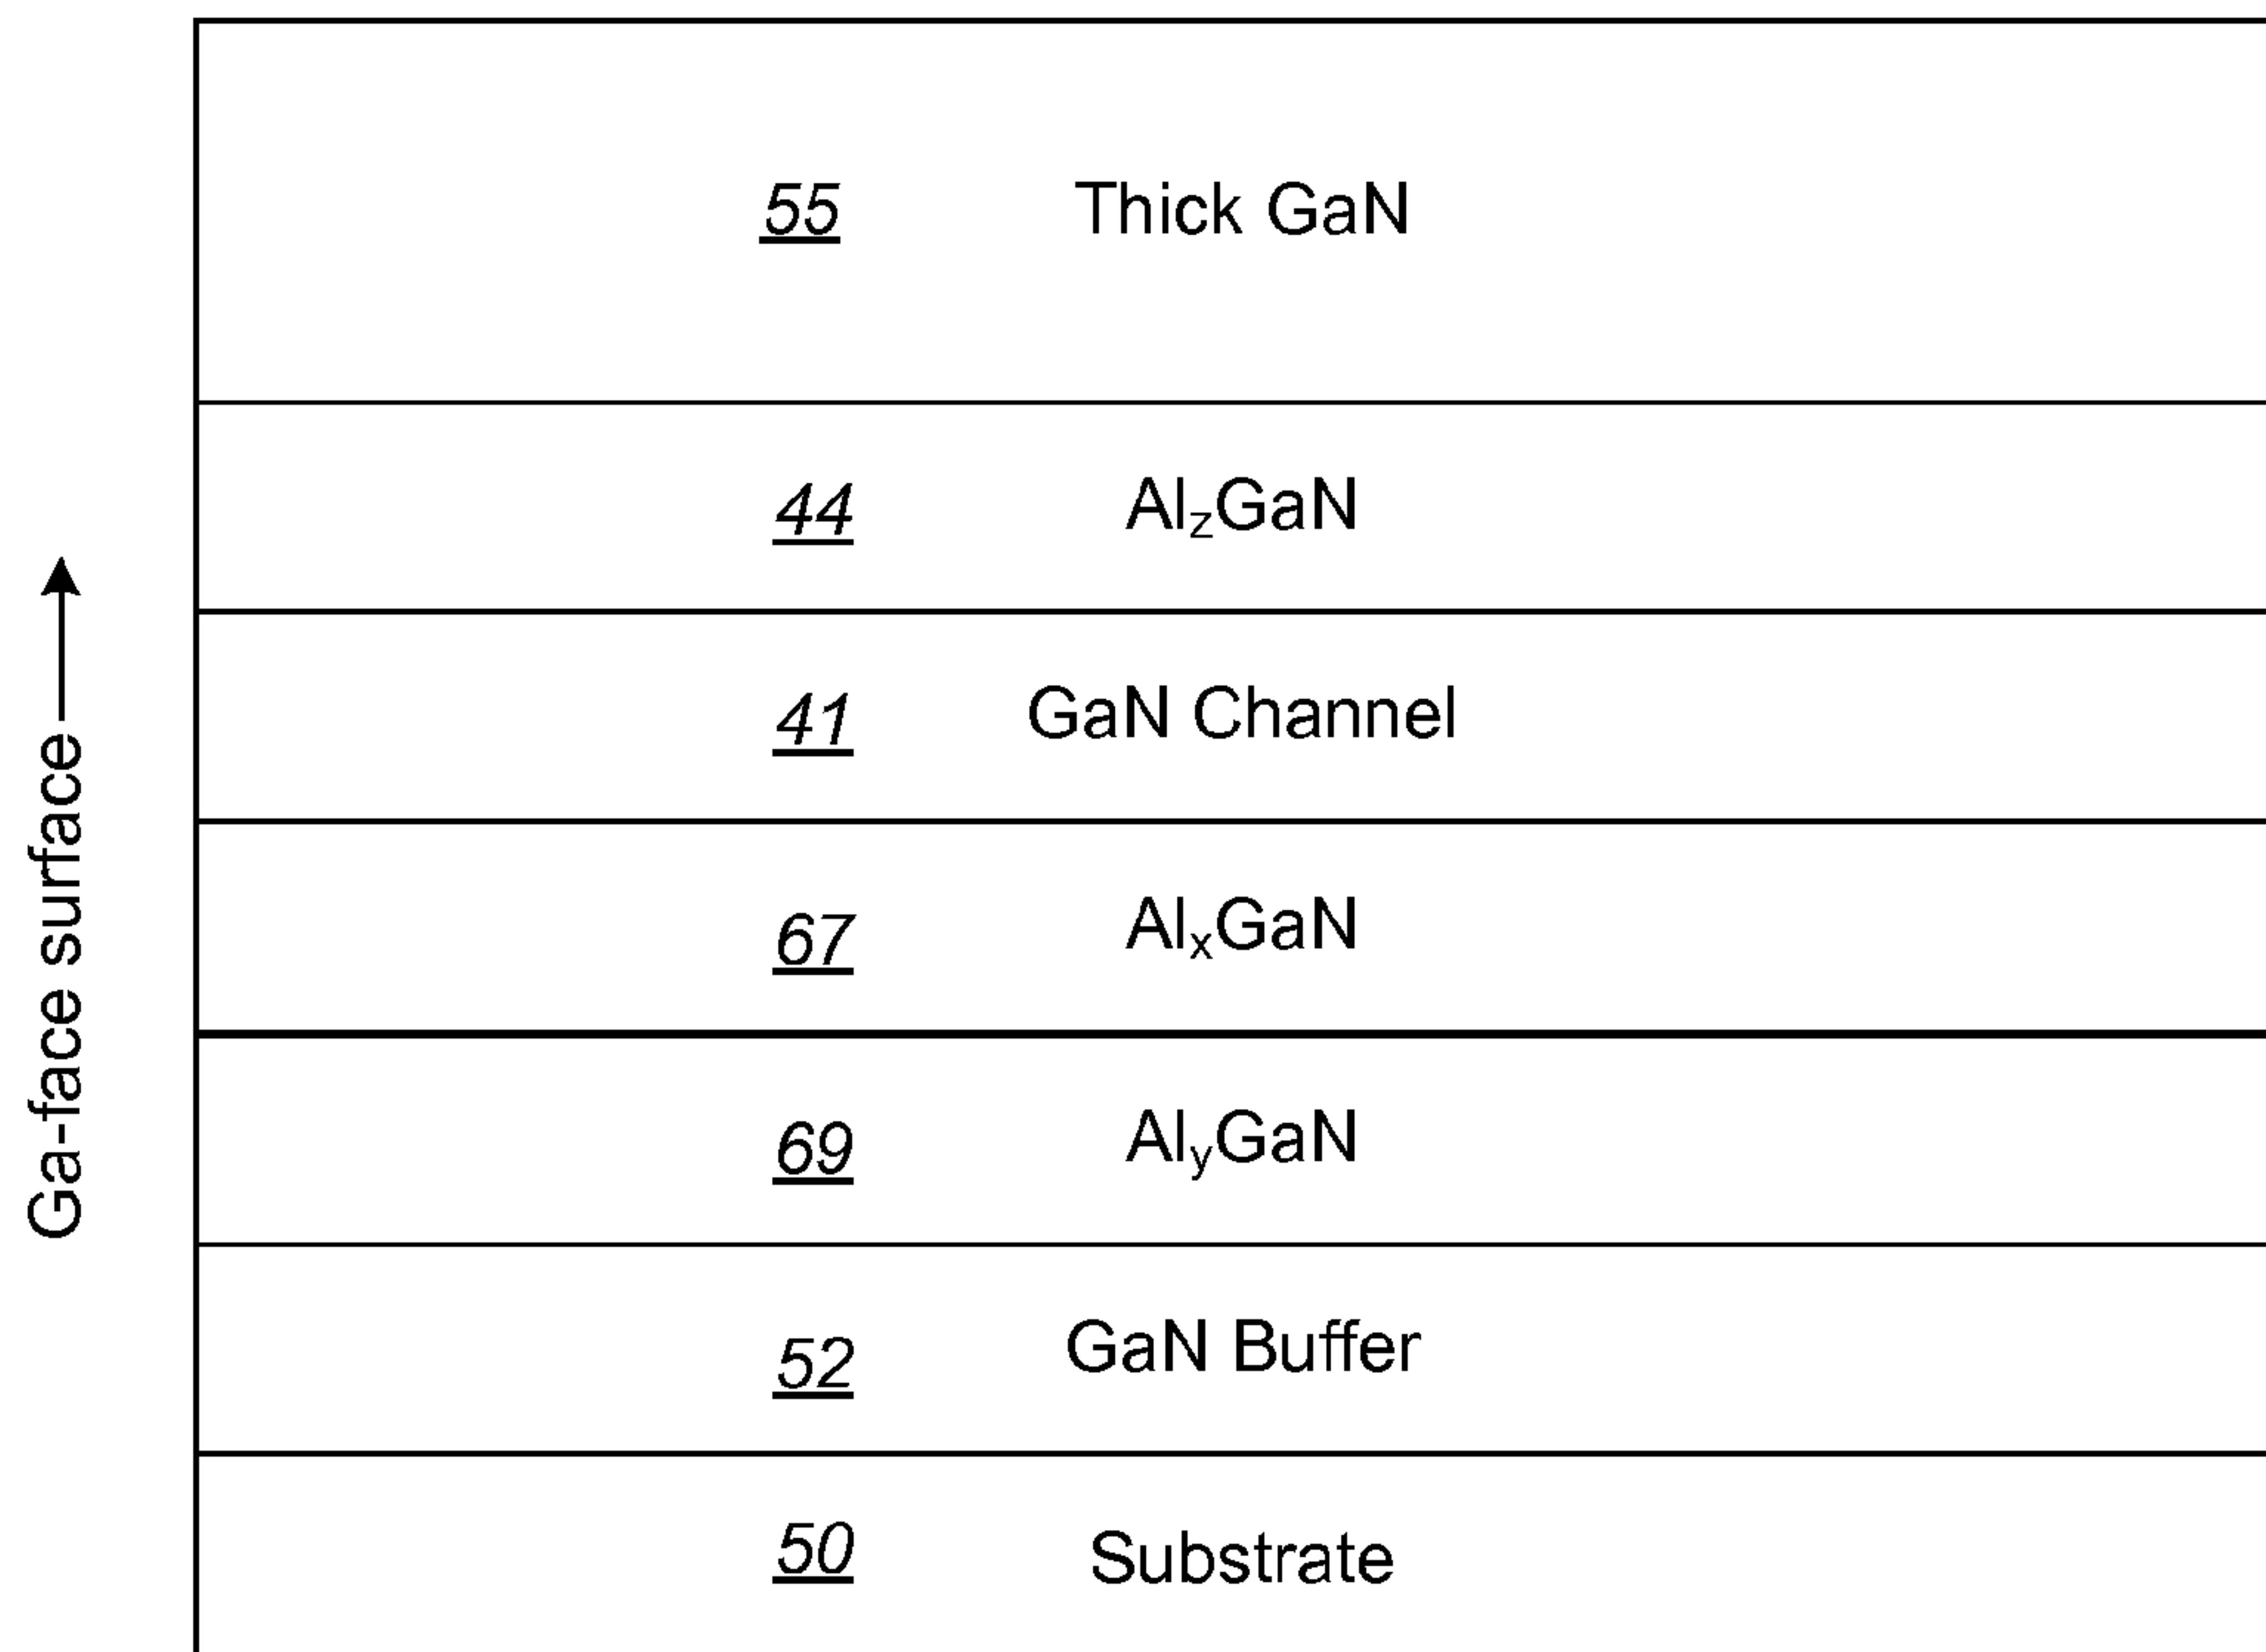 55 Thick GaN
44 AlzGaN
41 GaN Channel
67 AlxGaN
69 AlyGaN
52 GaN Buffer
50 Substrate
Ga-face surface